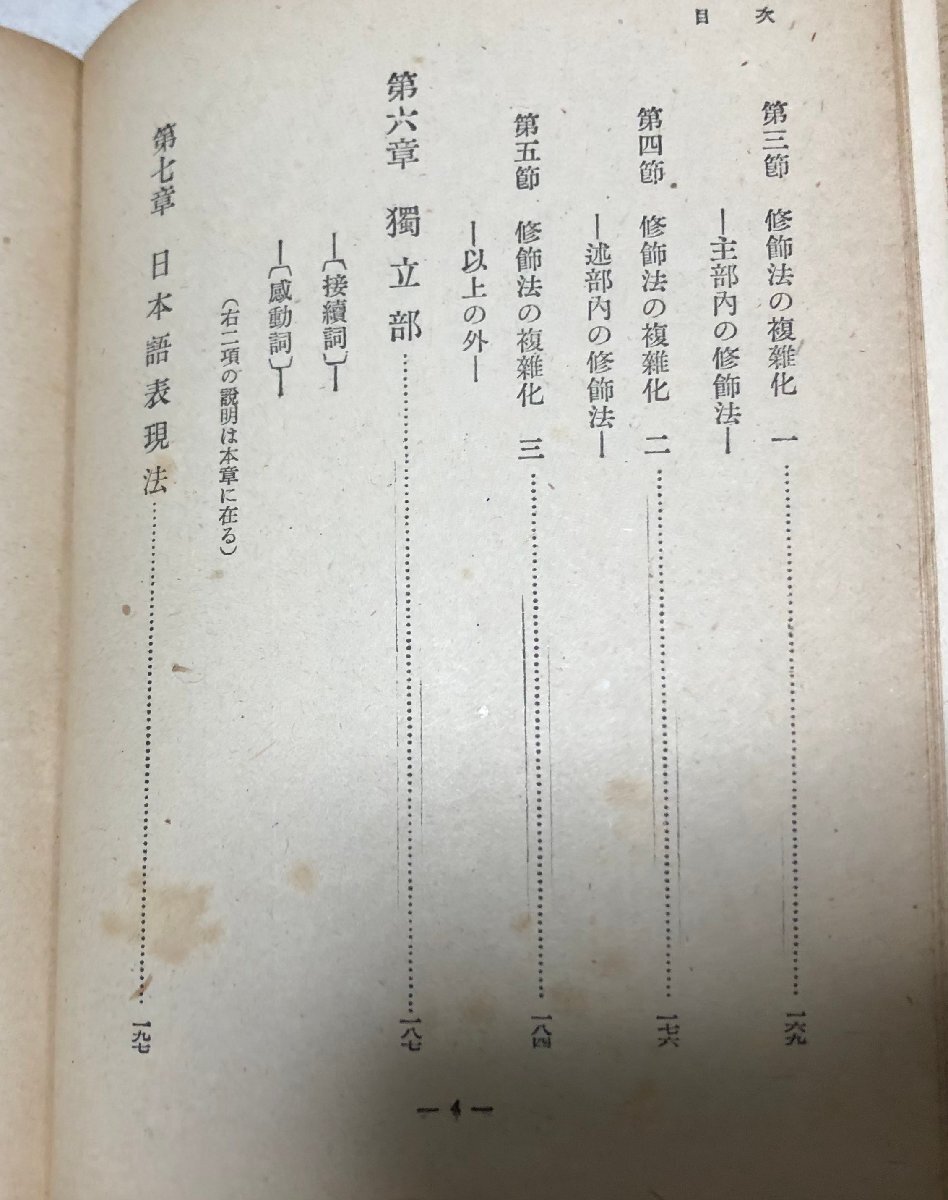 目次
第三節　修飾法の複雜化　一……………一六九
―主部內の修飾法―
第四節　修飾法の複雜化　二……………一七六
―述部內の修飾法―
第五節　修飾法の複雜化　三……………一八四
―以上の外―
第六章　獨立部……………一八七
―〔接續詞〕―
―〔感動詞〕―
（右二項の說明は本章に在る）
第七章　日本語表現法……………一九七
— 4 —